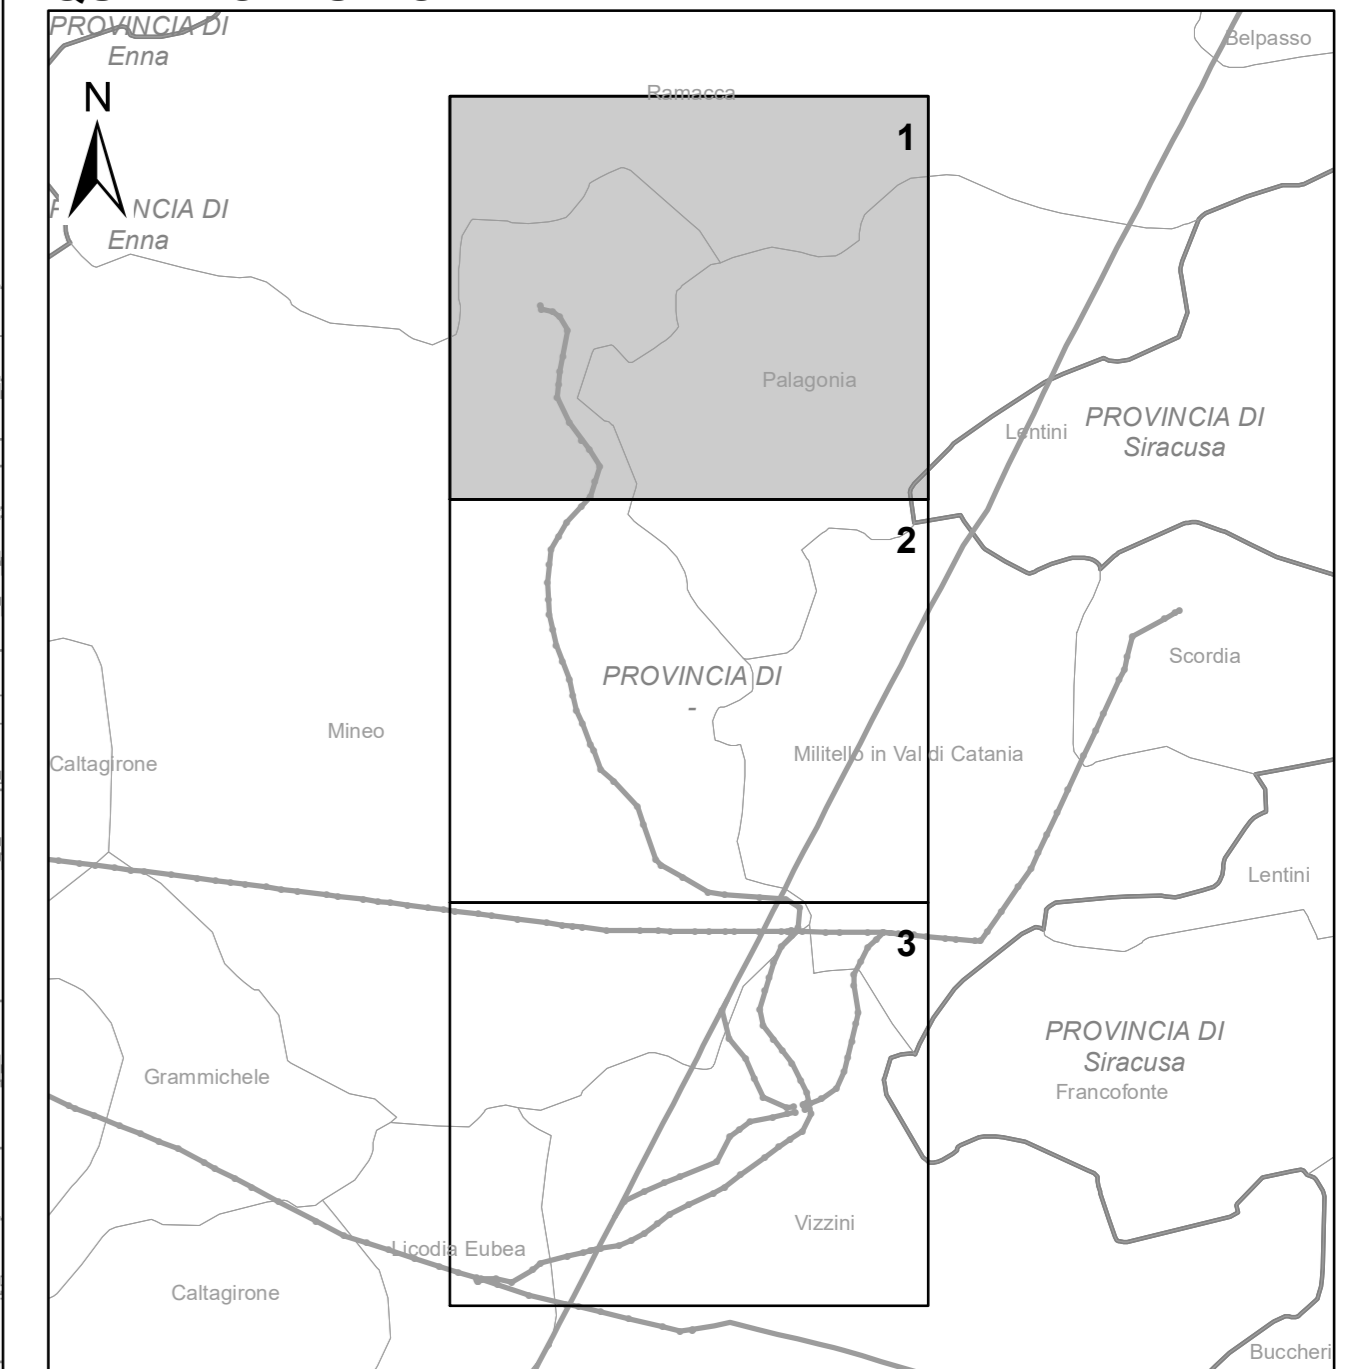 PROVINCIA DI
Enna
Belpasso
N
Ramacca
1
NCIA DI
Enna
Palagonia
PROVINCIA DI
Siracusa
Lentini
2
Scordia
PROVINCIA DI
-
Mineo
Militello in Val di Catania
Caltagirone
Lentini
3
PROVINCIA DI
Siracusa
Francofonte
Grammichele
Vizzini
Licodia Eubea
Caltagirone
Buccheri